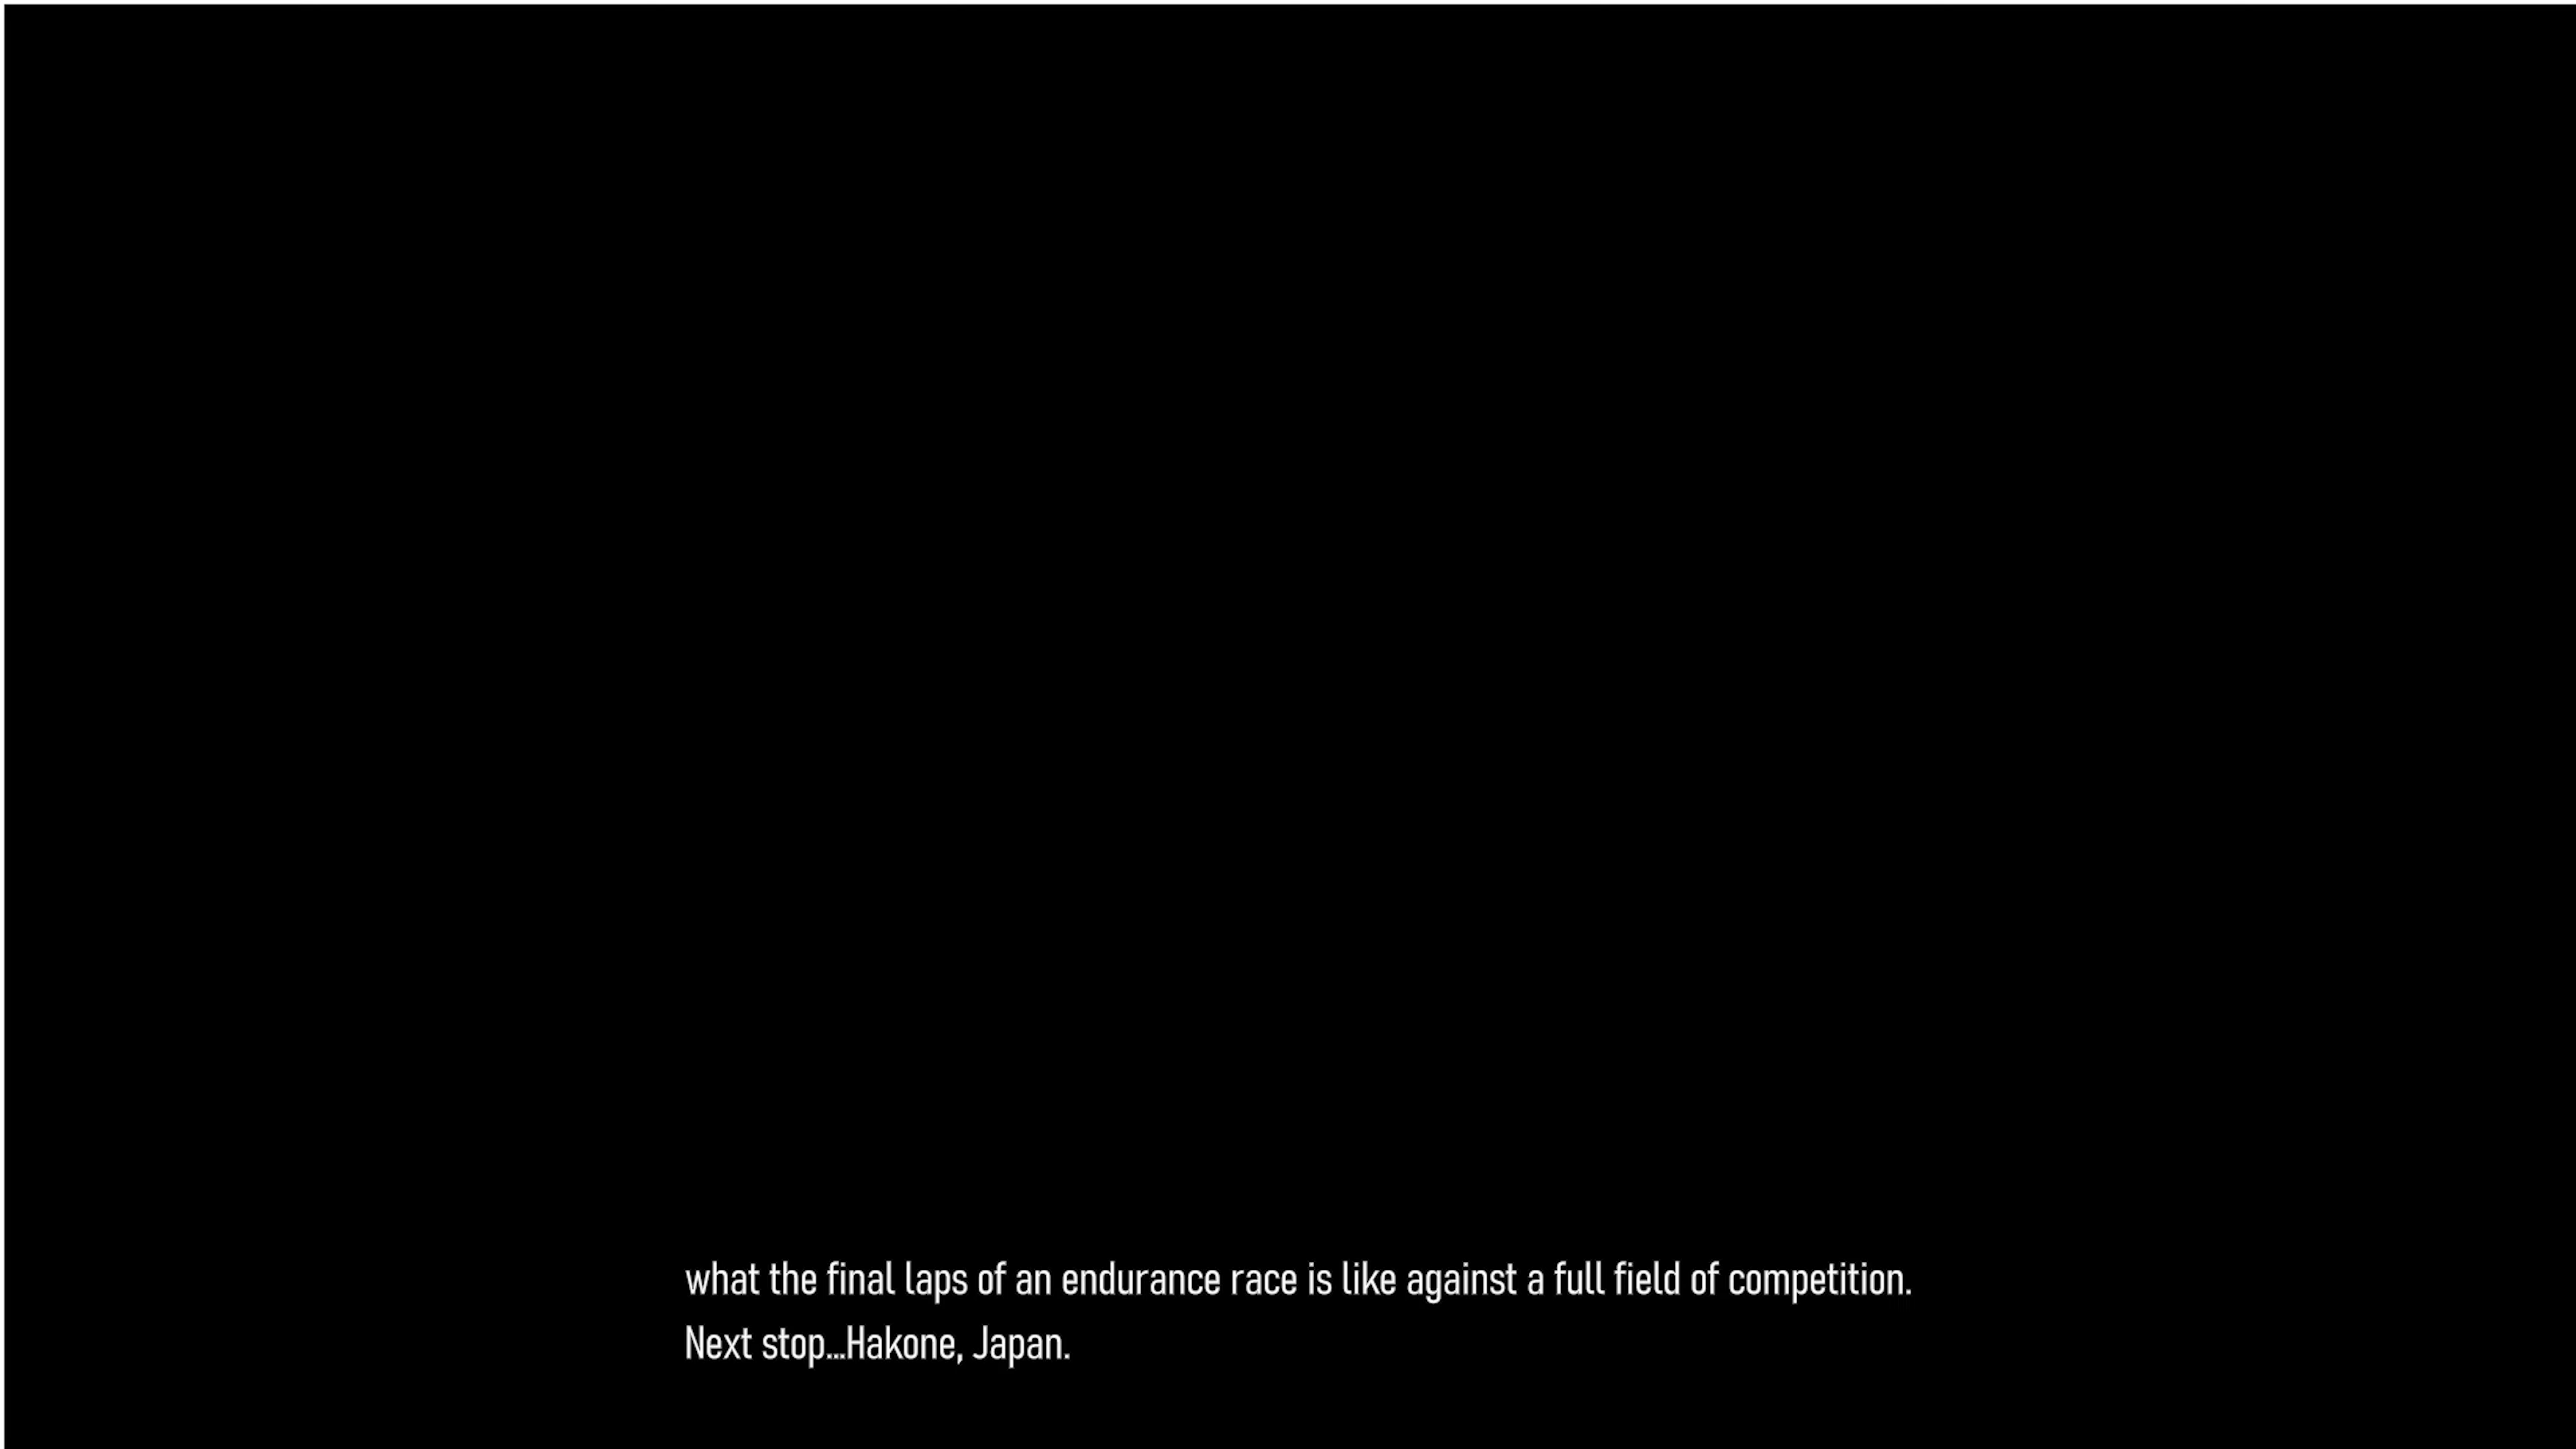 what the final laps of an endurance race is like against a full field of competition.
Next stop...Hakone, Japan.